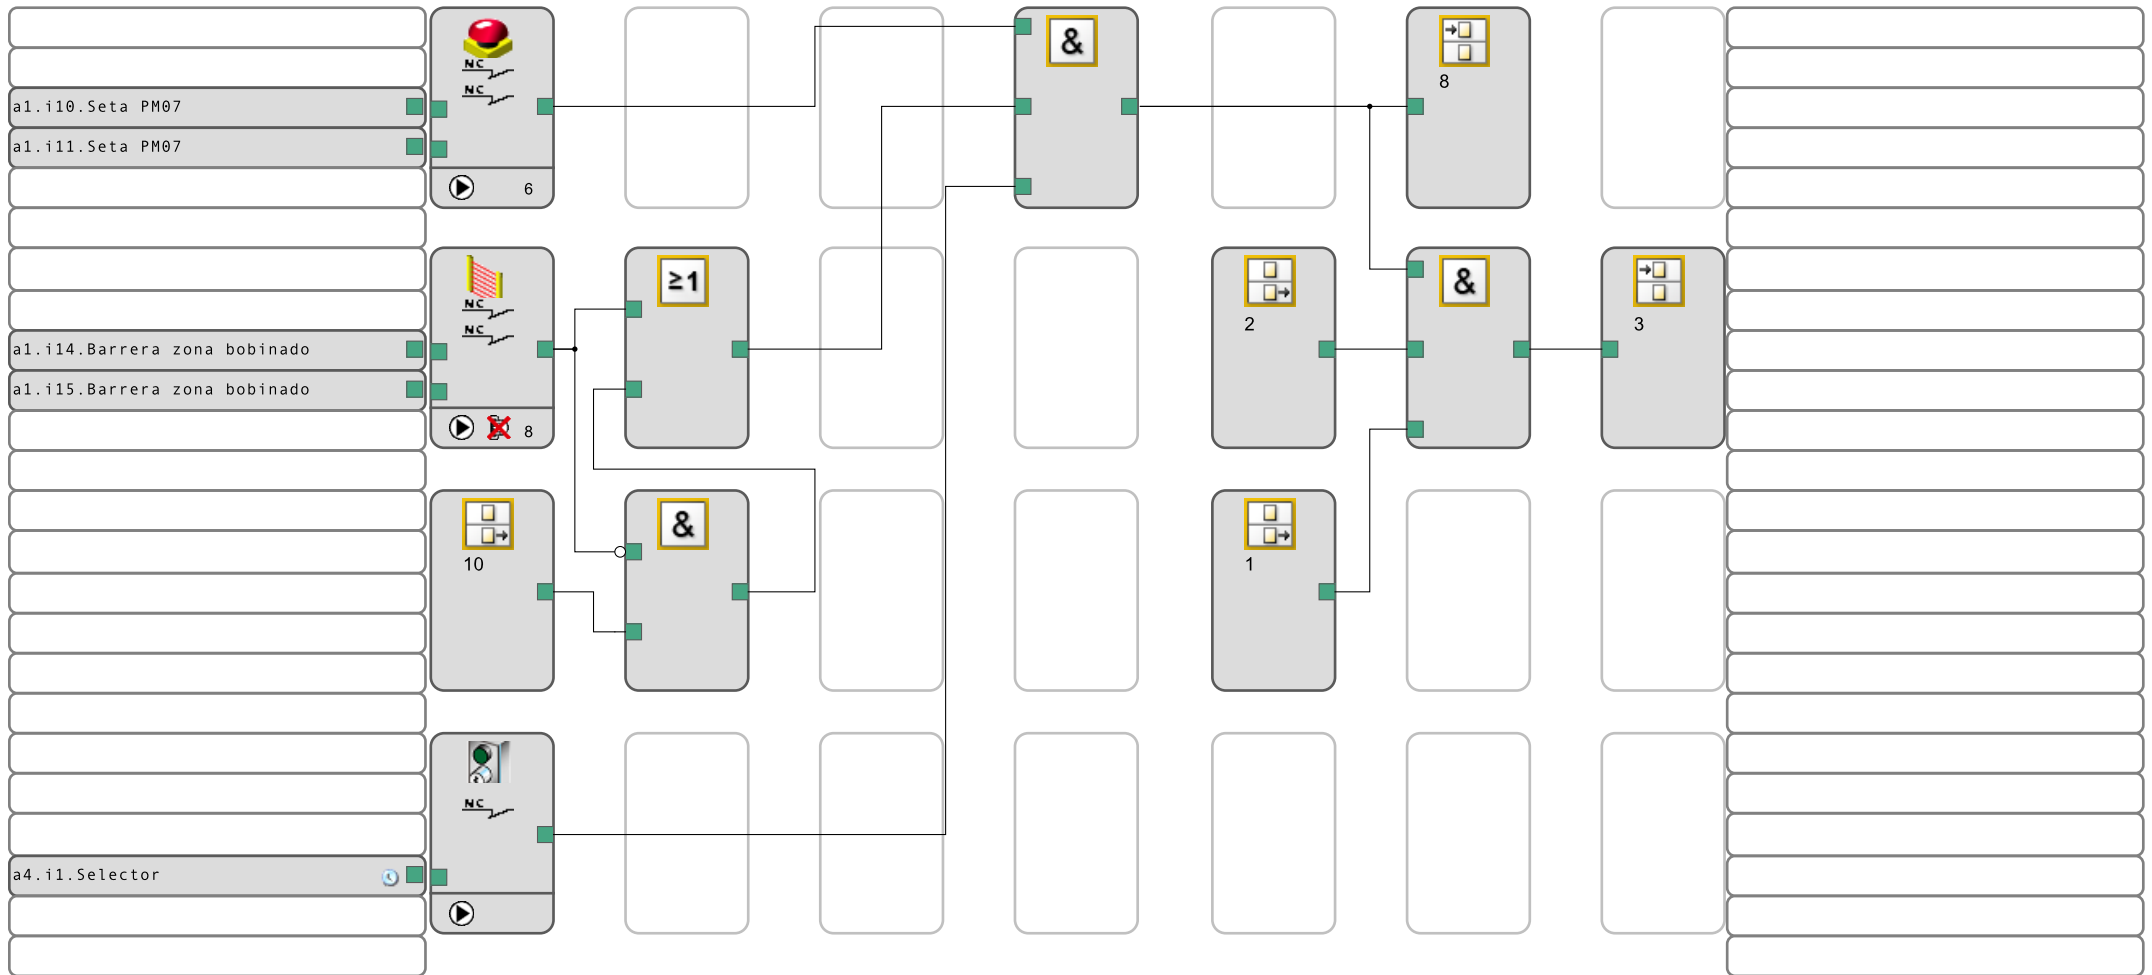 &
NC
NC
8
a1.i10.Seta PM07
a1.i11.Seta PM07
6
NC
NC
≥1
2
&
3
a1.i14.Barrera zona bobinado
a1.i15.Barrera zona bobinado
8
&
10
1
NC
a4.i1.Selector